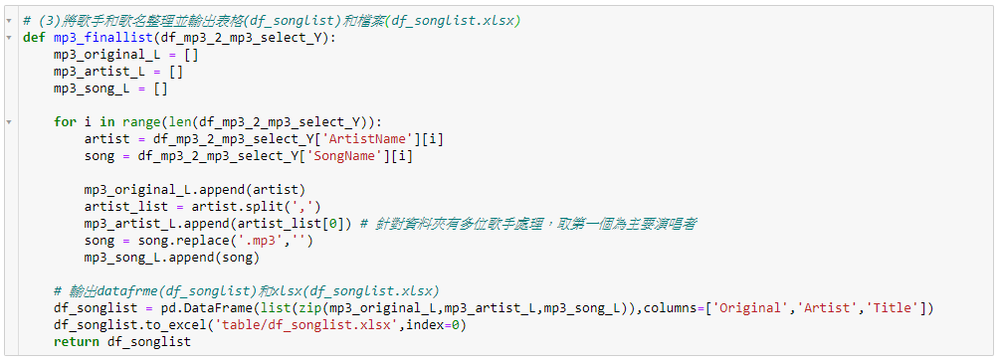 # (3)將歌手和歌名整理並輸出表格(df_songlist)和檔案(df_songlist.xlsx)
def mp3_finallist(df_mp3_2_mp3_select_Y):
    mp3_original_L = []
    mp3_artist_L = []
    mp3_song_L = []

    for i in range(len(df_mp3_2_mp3_select_Y)):
        artist = df_mp3_2_mp3_select_Y['ArtistName'][i]
        song = df_mp3_2_mp3_select_Y['SongName'][i]

        mp3_original_L.append(artist)
        artist_list = artist.split(',')
        mp3_artist_L.append(artist_list[0]) # 針對資料夾有多位歌手處理，取第一個為主要演唱者
        song = song.replace('.mp3','')
        mp3_song_L.append(song)

    # 輸出datafrme(df_songlist)和xlsx(df_songlist.xlsx)
    df_songlist = pd.DataFrame(list(zip(mp3_original_L,mp3_artist_L,mp3_song_L)),columns=['Original','Artist','Title'])
    df_songlist.to_excel('table/df_songlist.xlsx',index=0)
    return df_songlist